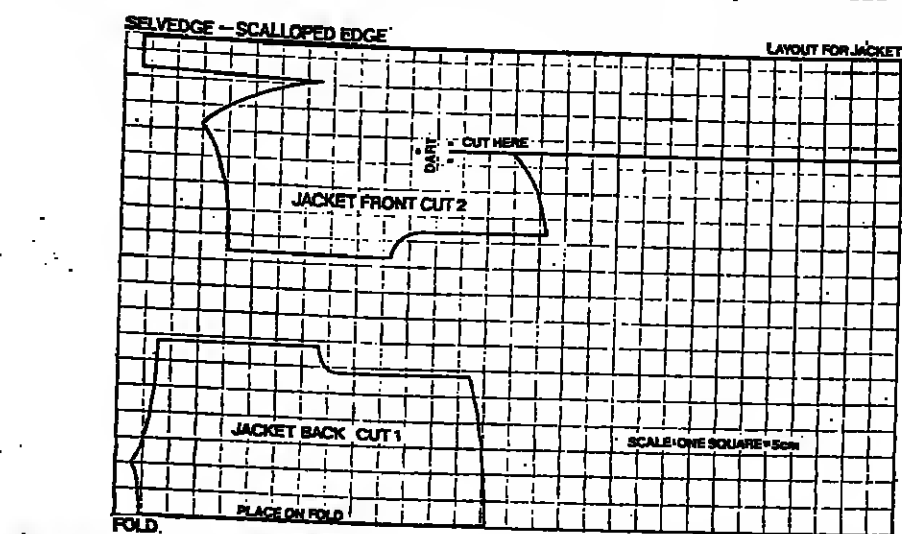 SELVEDGE — SCALLOPED EDGE
LAYOUT FOR JACKET
CUT HERE
DART
JACKET FRONT CUT 2
JACKET BACK CUT 1
SCALE: ONE SQUARE = 5cm
PLACE ON FOLD
FOLD